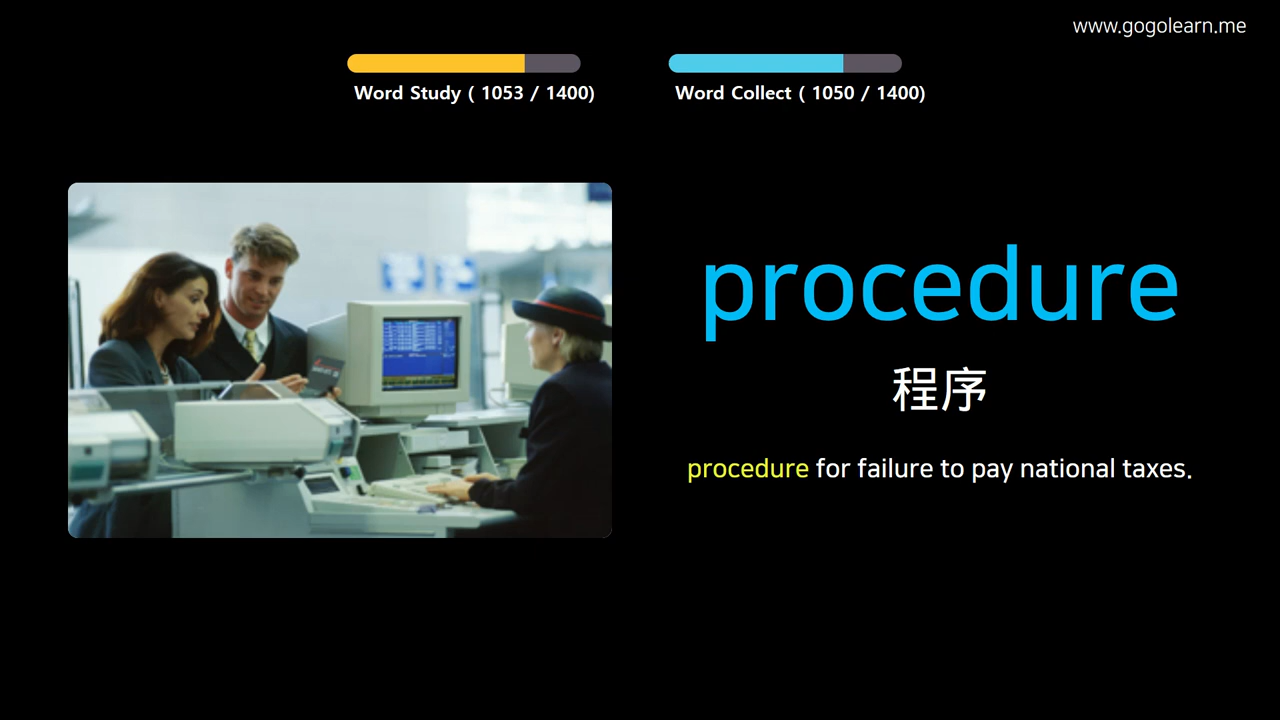 www.gogolearn.me
Word Study ( 1053 / 1400)
Word Collect ( 1050 / 1400)
procedure
程序
procedure for failure to pay national taxes.